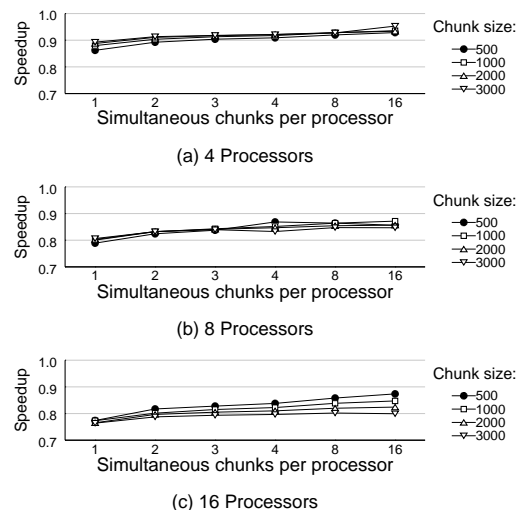 1.0
0.9
0.8
0.7
Speedup
1 2 3 4 8 16
Simultaneous chunks per processor
Chunk size:
500
1000
2000
3000
(a) 4 Processors
1.0
0.9
0.8
0.7
Speedup
1 2 3 4 8 16
Simultaneous chunks per processor
Chunk size:
500
1000
2000
3000
(b) 8 Processors
1.0
0.9
0.8
0.7
Speedup
1 2 3 4 8 16
Simultaneous chunks per processor
Chunk size:
500
1000
2000
3000
(c) 16 Processors